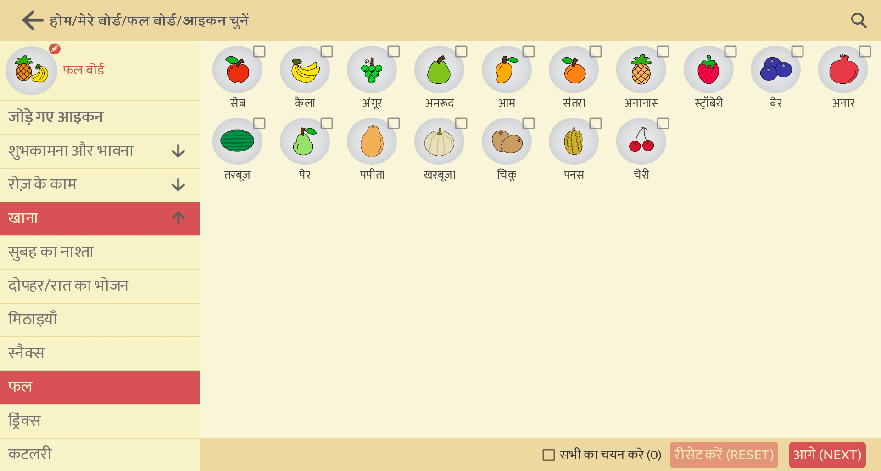 होम/मेरे बोर्ड/फल बोर्ड/आइकन चुनें
फल बोर्ड
जोड़े गए आइकन
शुभकामना और भावना
रोज़ के काम
खाना
सुबह का नाश्ता
दोपहर/रात का भोजन
मिठाइयाँ
स्नैक्स
फल
ड्रिंक्स
कटलरी
सेब केला अंगूर अनरूद आम संतरा अनानास स्ट्रॉबेरी बेर अनार
तरबूज पेर पपीता खरबूजा चिकू पनस चेरी
सभी का चयन करे (0) रीसेट करें (RESET) आगे (NEXT)